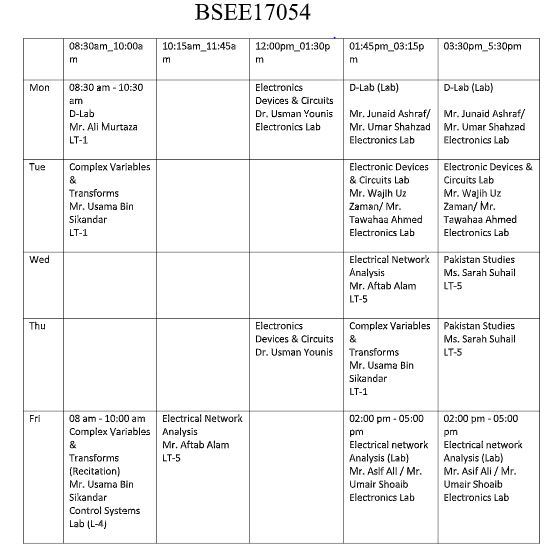 BSEE17054
08:30am_10:00a
m
10:15am_11:45a
m
12:00pm_01:30p
m
01:45pm_03:15p
m
03:30pm_5:30pm
Mon
08:30 am - 10:30
am
D-Lab
Mr. Ali Murtaza
LT-1
Electronics
Devices & Circuits
Dr. Usman Younis
Electronics Lab
D-Lab (Lab)
Mr. Junaid Ashraf/
Mr. Umar Shahzad
Electronics Lab
D-Lab (Lab)
Mr. Junaid Ashraf/
Mr. Umar Shahzad
Electronics Lab
Tue
Complex Variables
&
Transforms
Mr. Usama Bin
Sikandar
LT-1
Electronic Devices
& Circuits Lab
Mr. Wajih Uz
Zaman/ Mr.
Tawahaa Ahmed
Electronics Lab
Electronic Devices &
Circuits Lab
Mr. Wajih Uz
Zaman/ Mr.
Tawahaa Ahmed
Electronics Lab
Wed
Electrical Network
Analysis
Mr. Aftab Alam
LT-5
Pakistan Studies
Ms. Sarah Suhail
LT-5
Thu
Electronics
Devices & Circuits
Dr. Usman Younis
Complex Variables
&
Transforms
Mr. Usama Bin
Sikandar
LT-1
Pakistan Studies
Ms. Sarah Suhail
LT-5
Fri
08 am - 10:00 am
Complex Variables
&
Transforms
(Recitation)
Mr. Usama Bin
Sikandar
Control Systems
Lab (L-4)
Electrical Network
Analysis
Mr. Aftab Alam
LT-5
02:00 pm - 05:00
pm
Electrical network
Analysis (Lab)
Mr. Asif Ali / Mr.
Umair Shoaib
Electronics Lab
02:00 pm - 05:00
pm
Electrical network
Analysis (Lab)
Mr. Asif Ali / Mr.
Umair Shoaib
Electronics Lab